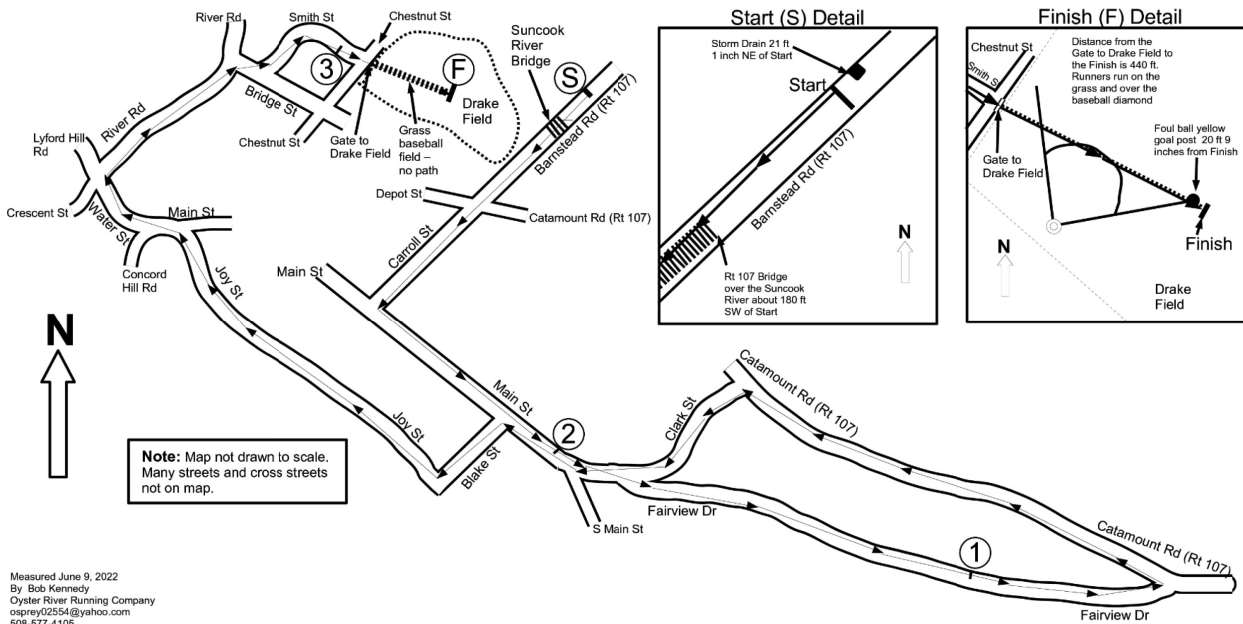 River Rd
Smith St
Chestnut St
3
F
Suncook
River
Bridge
S
Drake
Field
Bridge St
Chestnut St
Gate to
Drake Field
Grass
baseball
field –
no path
Barnstead Rd (Rt 107)
River Rd
Lyford Hill
Rd
Crescent St
Water St
Main St
Concord
Hill Rd
Depot St
Catamount Rd (Rt 107)
Carroll St
Main St
Joy St
Main St
2
Joy St
Blake St
S Main St
Clark St
Catamount Rd (Rt 107)
Fairview Dr
1
Catamount Rd (Rt 107)
Fairview Dr
N
Note: Map not drawn to scale.
Many streets and cross streets
not on map.
Start (S) Detail
Storm Drain 21 ft
1 inch NE of Start
Start
Barnstead Rd (Rt 107)
N
Rt 107 Bridge
over the Suncook
River about 180 ft
SW of Start
Finish (F) Detail
Chestnut St
Smith St
Distance from the
Gate to Drake Field to
the Finish is 440 ft.
Runners run on the
grass and over the
baseball diamond
Gate to
Drake Field
Foul ball yellow
goal post 20 ft 9
inches from Finish
Finish
N
Drake
Field
Measured June 9, 2022
By Bob Kennedy
Oyster River Running Company
osprey02554@yahoo.com
508-577-4105